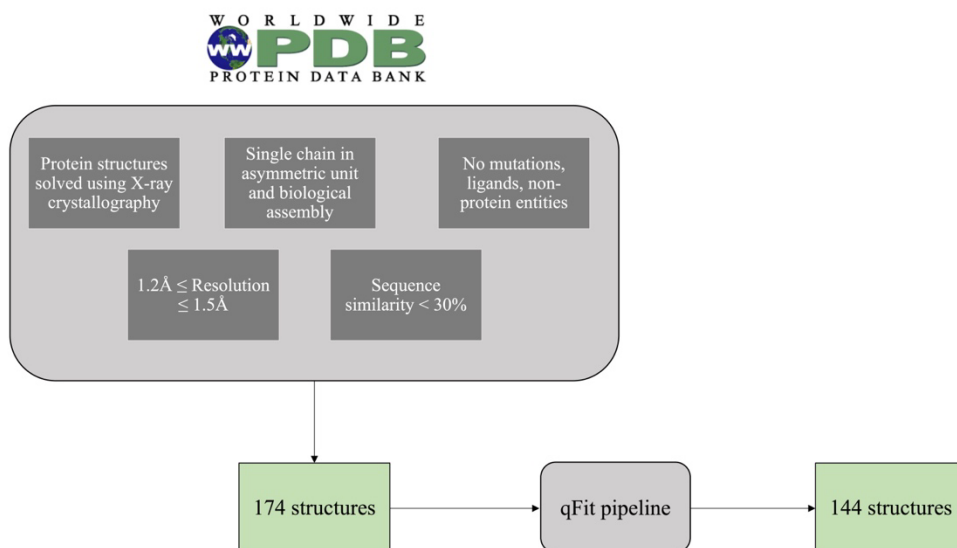 WORLDWIDE
ww PDB
PROTEIN DATA BANK
Protein structures
solved using X-ray
crystallography
Single chain in
asymmetric unit
and biological
assembly
No mutations,
ligands, non-
protein entities
1.2Å ≤ Resolution
≤ 1.5Å
Sequence
similarity < 30%
174 structures
qFit pipeline
144 structures